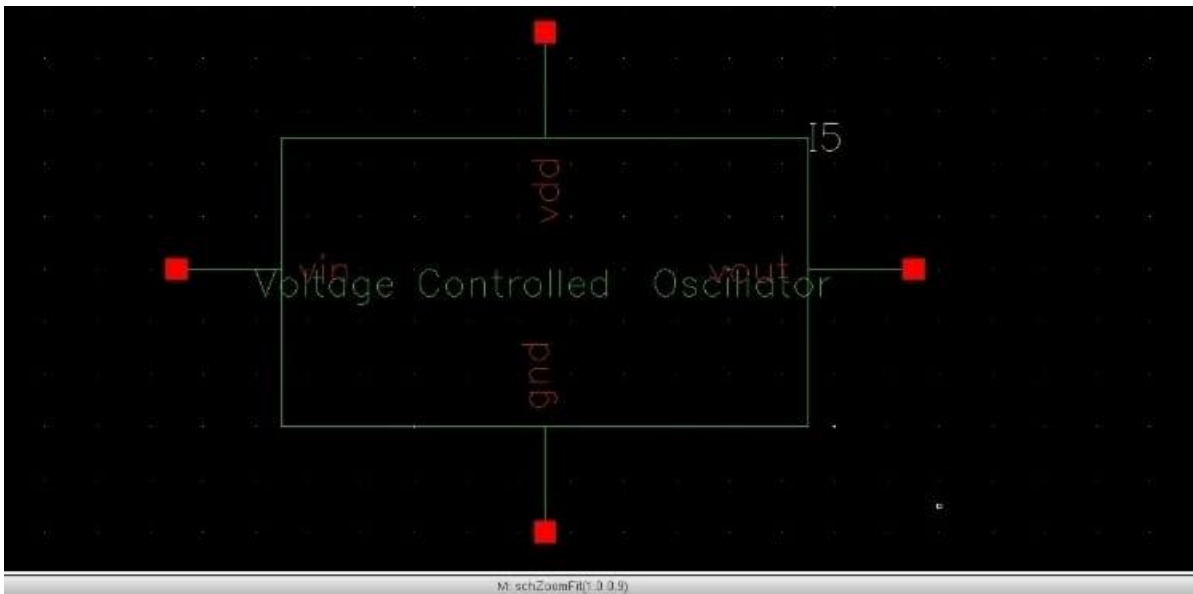 I5
vdd
vin
vout
Voltage Controlled Oscillator
gnd
M: schZoomFit(1.0 0.9)